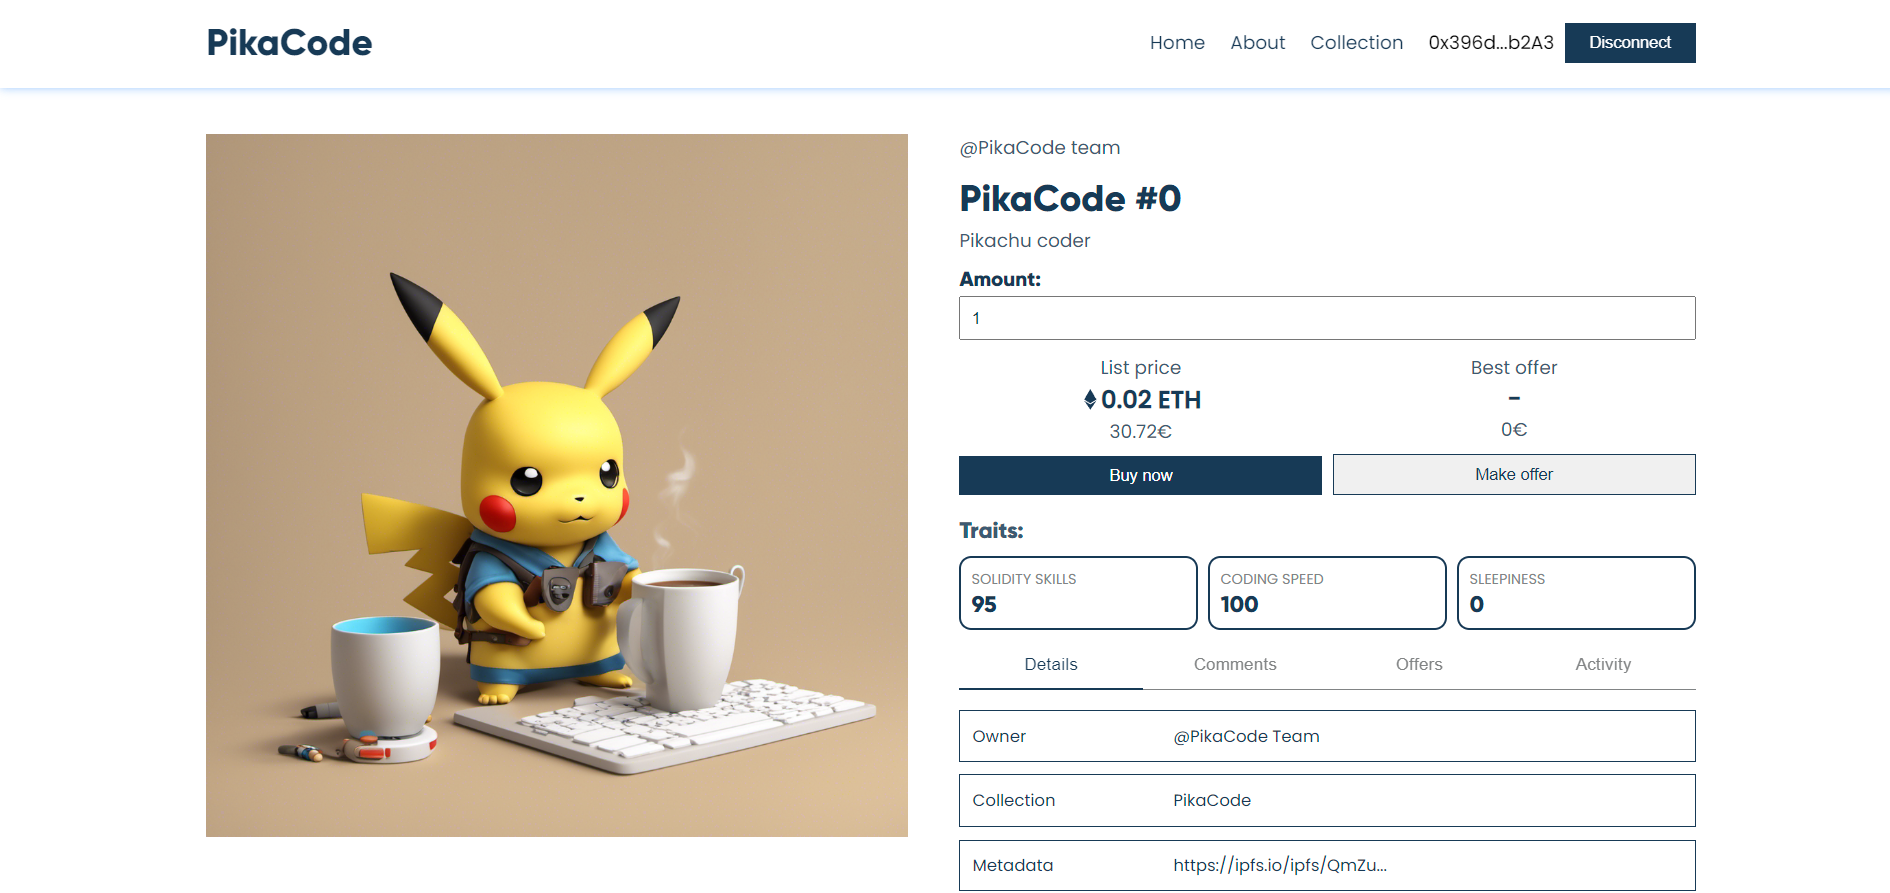 PikaCode
Home About Collection 0x396d...b2A3 Disconnect
@PikaCode team
PikaCode #0
Pikachu coder
Amount:
1
List price
0.02 ETH
30.72€
Best offer
-
0€
Buy now
Make offer
Traits:
SOLIDITY SKILLS
95
CODING SPEED
100
SLEEPINESS
0
Details Comments Offers Activity
Owner @PikaCode Team
Collection PikaCode
Metadata https://ipfs.io/ipfs/QmZu...